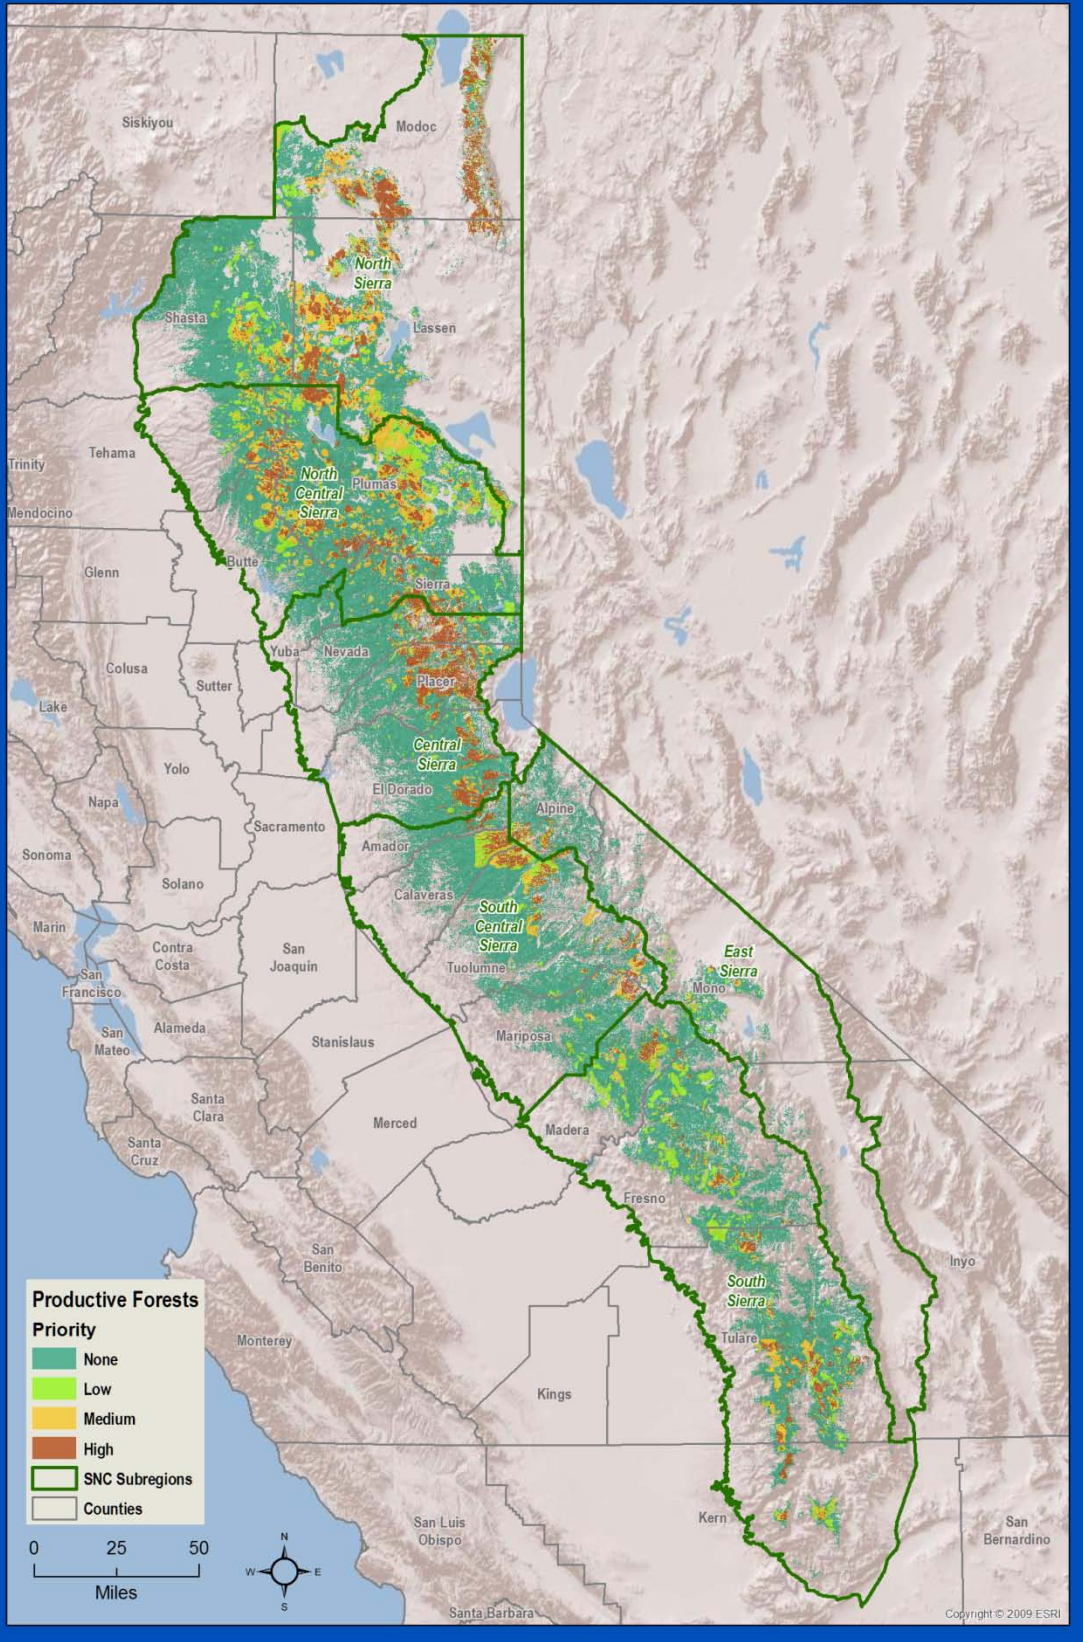 Siskiyou
Modoc
North
Sierra
Shasta
Lassen
Tehama
Trinity
North
Central
Sierra
Plumas
Mendocino
Butte
Glenn
Sierra
Yuba
Nevada
Colusa
Sutter
Placer
Lake
Central
Sierra
Yolo
El Dorado
Napa
Alpine
Sacramento
Amador
Sonoma
Solano
Calaveras
South
Central
Sierra
Marin
Contra
Costa
San
Joaquin
East
Sierra
Tuolumne
San
Francisco
Mono
Alameda
San
Mateo
Stanislaus
Mariposa
Santa
Clara
Merced
Madera
Santa
Cruz
Fresno
San
Benito
Inyo
South
Sierra
Tulare
Monterey
Kings
Productive Forests
Priority
None
Low
Medium
High
SNC Subregions
Counties
Kern
San Luis
Obispo
San
Bernardino
0 25 50
Miles
N
W E
S
Santa Barbara
Copyright © 2009 ESRI